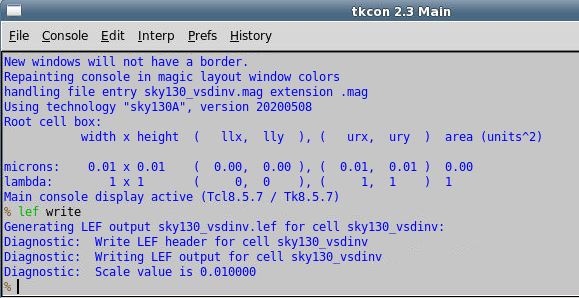 tkcon 2.3 Main
File Console Edit Interp Prefs History
New windows will not have a border.
Repainting console in magic layout window colors
handling file entry sky130_vsdinv.mag extension .mag
Using technology "sky130A", version 20200508
Root cell box:
width x height ( llx, lly ), ( urx, ury ) area (units^2)
microns: 0.01 x 0.01 ( 0.00, 0.00 ), ( 0.01, 0.01 ) 0.00
lambda: 1 x 1 ( 0, 0 ), ( 1, 1 ) 1
Main console display active (Tcl8.5.7 / Tk8.5.7)
% lef write
Generating LEF output sky130_vsdinv.lef for cell sky130_vsdinv:
Diagnostic: Write LEF header for cell sky130_vsdinv
Diagnostic: Writing LEF output for cell sky130_vsdinv
Diagnostic: Scale value is 0.010000
%